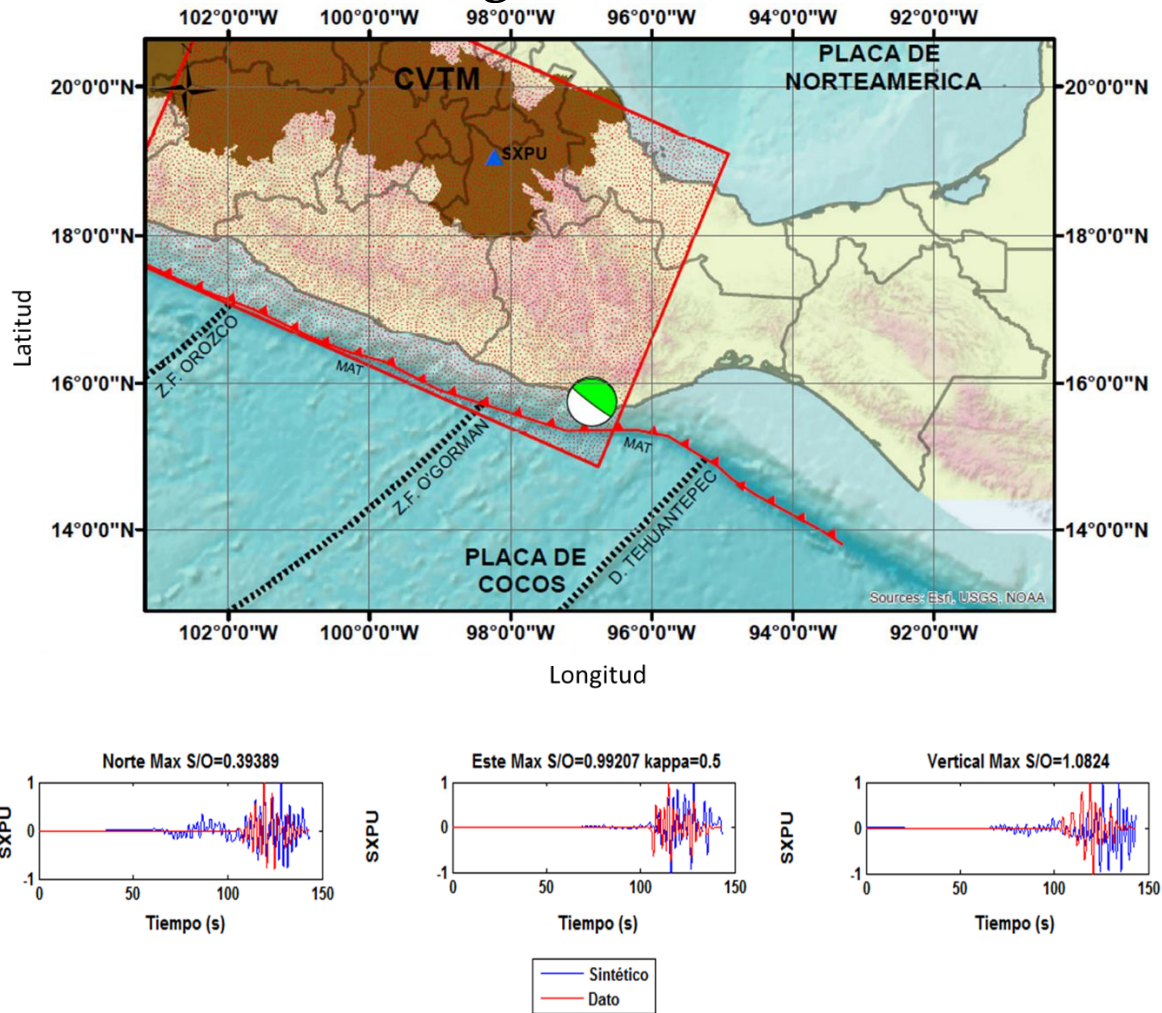 102°0'0"W 100°0'0"W 98°0'0"W 96°0'0"W 94°0'0"W 92°0'0"W
N
CVTM
PLACA DE
NORTEAMERICA
20°0'0"N
20°0'0"N
SXPU
18°0'0"N
18°0'0"N
Latitud
Z.F. OROZCO
MAT
16°0'0"N
16°0'0"N
Z.F. O'GORMAN
MAT
D. TEHUANTEPEC
14°0'0"N
14°0'0"N
PLACA DE
COCOS
Sources: Esri, USGS, NOAA
102°0'0"W 100°0'0"W 98°0'0"W 96°0'0"W 94°0'0"W 92°0'0"W
Longitud
Norte Max S/O=0.39389
1
0
-1
SXPU
0 50 100 150
Tiempo (s)
Este Max S/O=0.99207 kappa=0.5
1
0
-1
SXPU
0 50 100 150
Tiempo (s)
Vertical Max S/O=1.0824
1
0
-1
SXPU
0 50 100 150
Tiempo (s)
Sintético
Dato